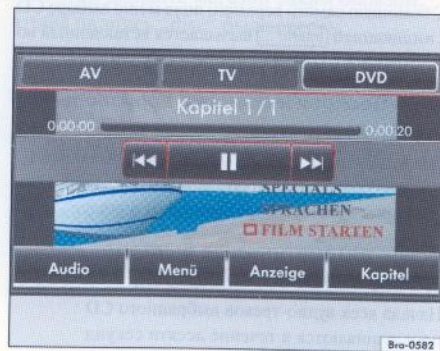 AV TV DVD
Kapitel 1/1
0:00:00 0:00:20
SPECIALS
SPRACHEN
FILM STARTEN
Audio Menü Anzeige Kapitel
Bro-0582